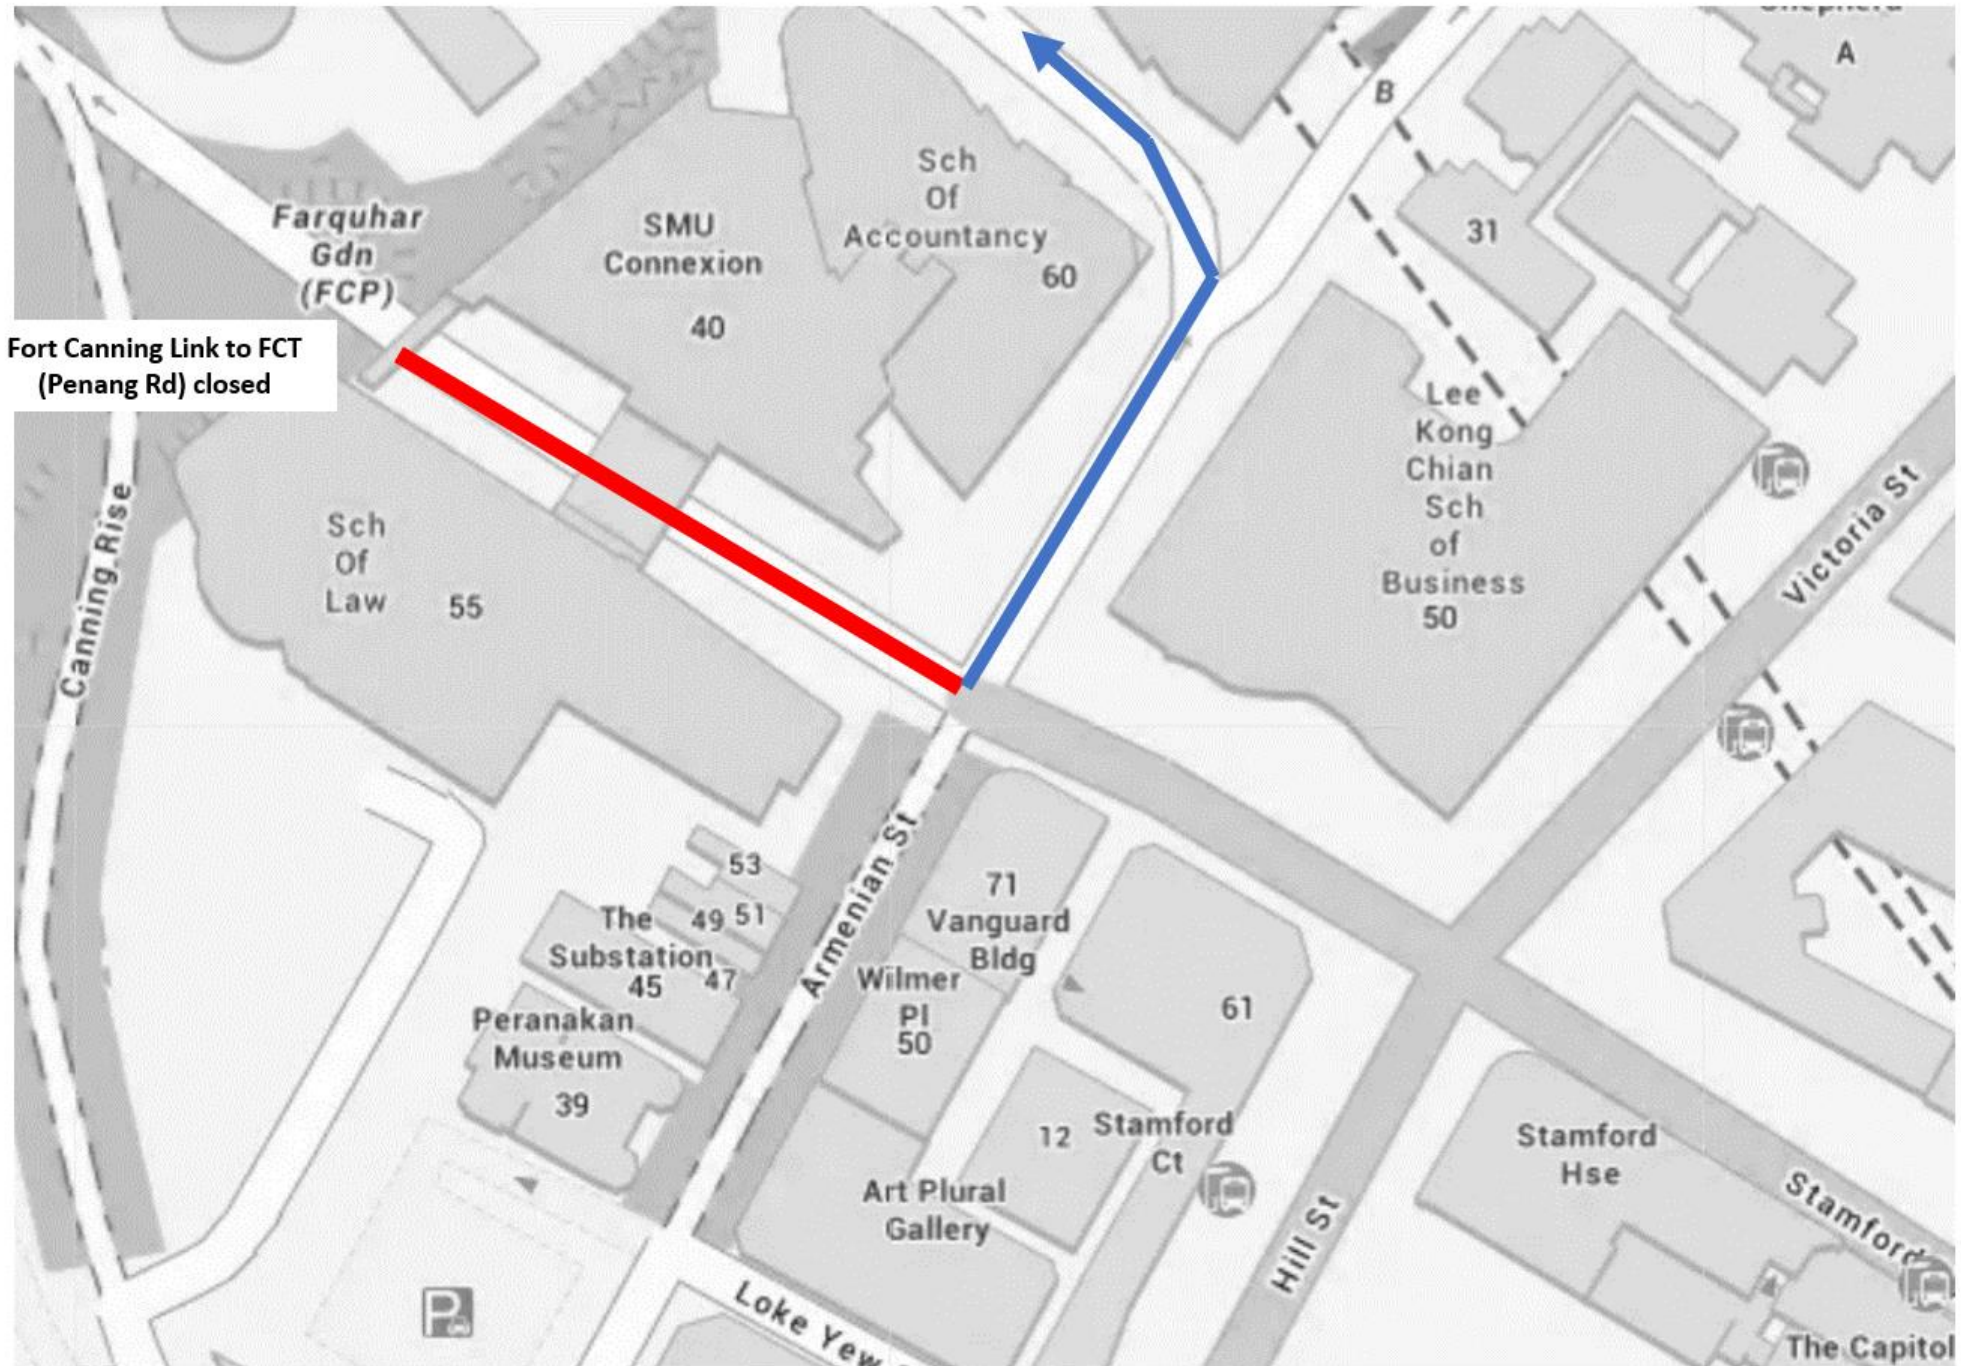 Shepherd
A
B
Sch
Of
Accountancy
60
Farquhar
Gdn
(FCP)
SMU
Connexion
40
31
Fort Canning Link to FCT
(Penang Rd) closed
Lee
Kong
Chian
Sch
of
Business
50
Victoria St
Canning Rise
Sch
Of
Law
55
Armenian St
53
49
51
The
Substation
45
47
71
Vanguard
Bldg
Wilmer
Pl
50
61
Peranakan
Museum
39
12
Stamford
Ct
Art Plural
Gallery
Hill St
Stamford
Hse
Stamford
P
Loke Yew
The Capitol